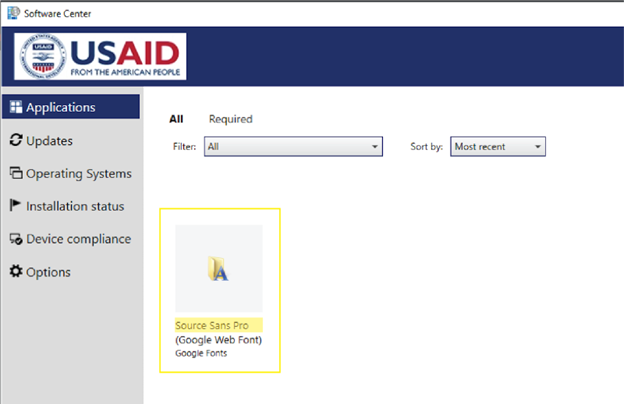 Software Center
USAID
USAID
FROM THE AMERICAN PEOPLE
Applications
Updates
Operating Systems
Installation status
Device compliance
Options
All Required
Filter: All Sort by: Most recent
Source Sans Pro
(Google Web Font)
Google Fonts